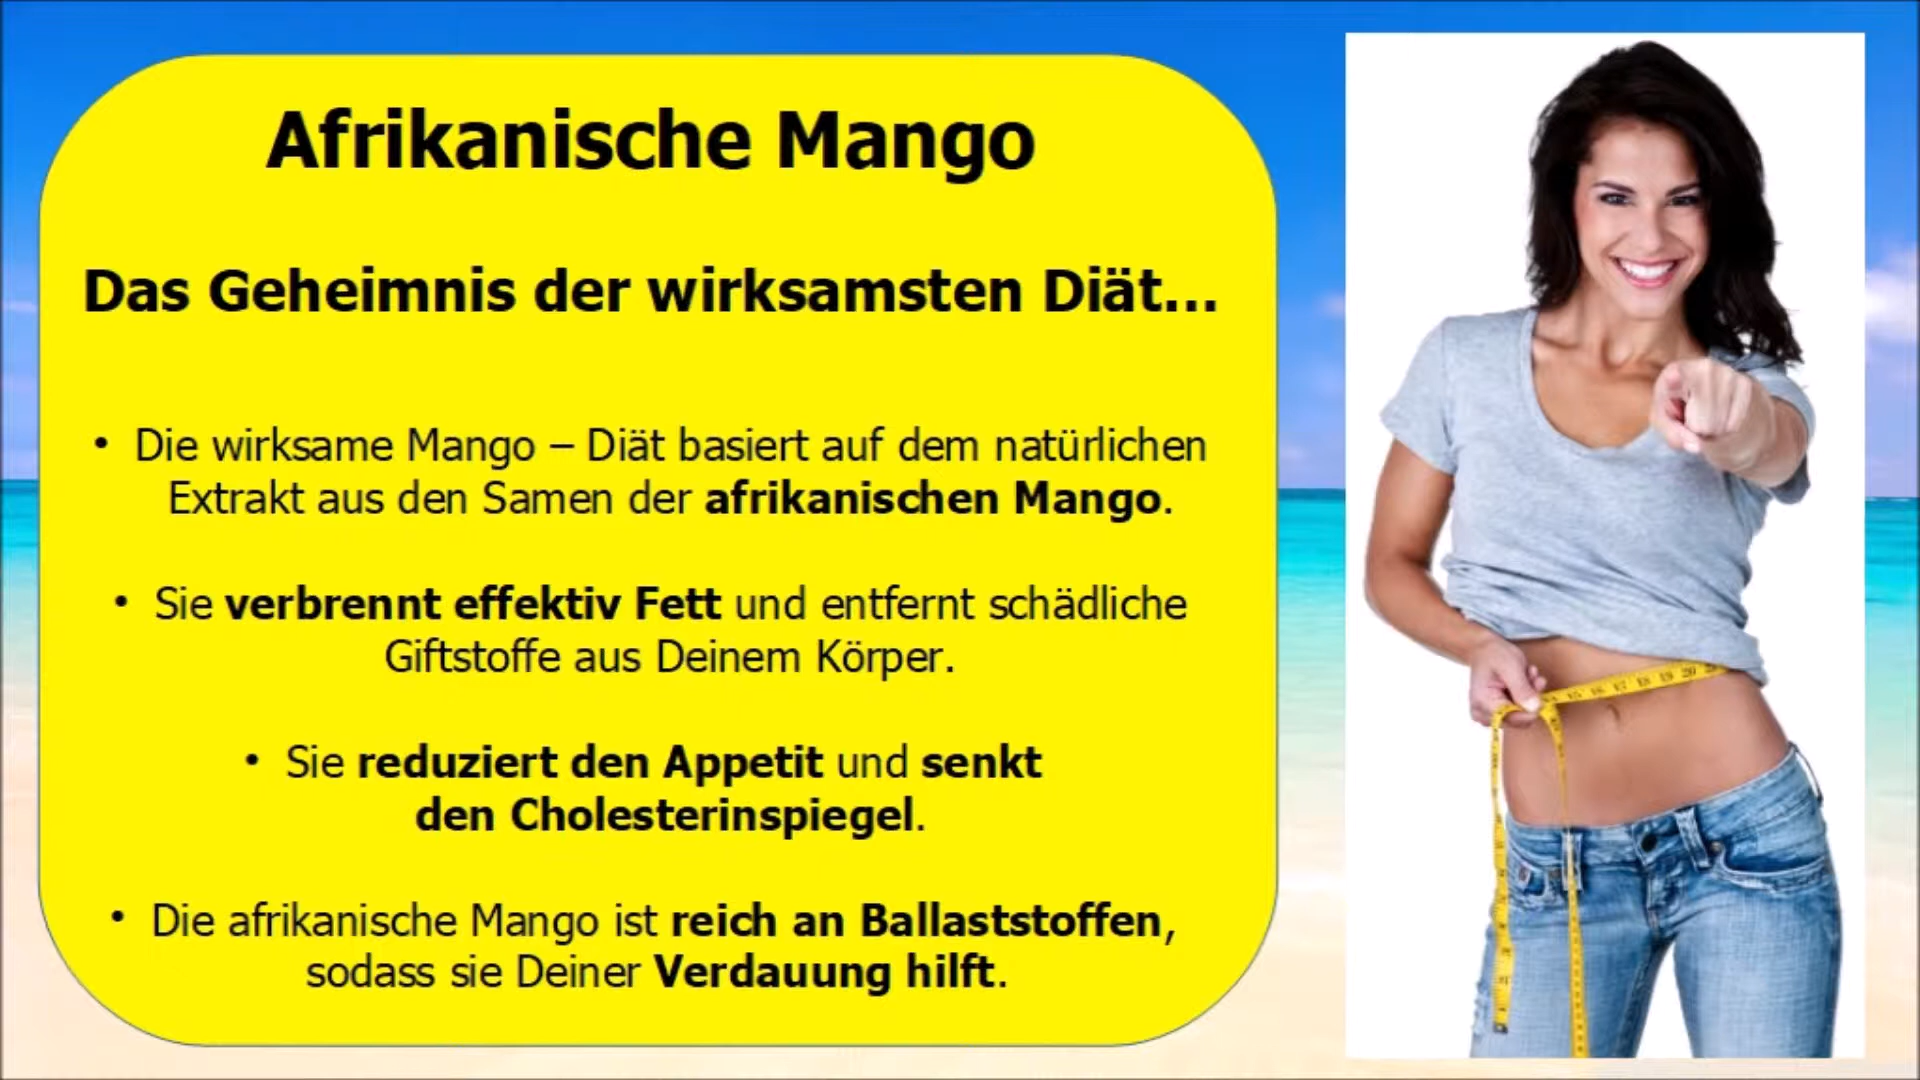 Afrikanische Mango
Das Geheimnis der wirksamsten Diät...
• Die wirksame Mango – Diät basiert auf dem natürlichen
Extrakt aus den Samen der afrikanischen Mango.
• Sie verbrennt effektiv Fett und entfernt schädliche
Giftstoffe aus Deinem Körper.
• Sie reduziert den Appetit und senkt
den Cholesterinspiegel.
• Die afrikanische Mango ist reich an Ballaststoffen,
sodass sie Deiner Verdauung hilft.